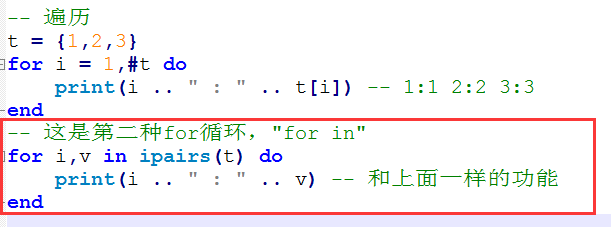 -- 遍历
t = {1,2,3}
for i = 1,#t do
    print(i .. " : " .. t[i]) -- 1:1 2:2 3:3
end
-- 这是第二种for循环，"for in"
for i,v in ipairs(t) do
    print(i .. " : " .. v) -- 和上面一样的功能
end